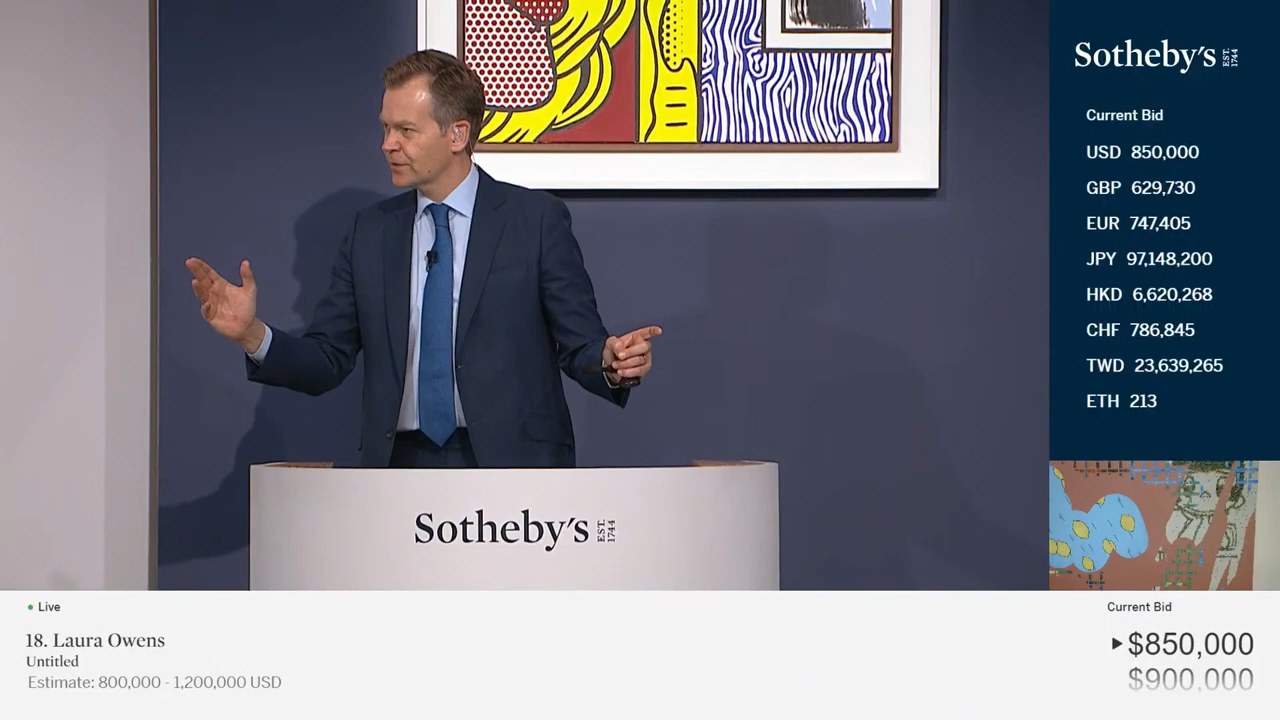 Sotheby's EST. 1744
Current Bid
USD 850,000
GBP 629,730
EUR 747,405
JPY 97,148,200
HKD 6,620,268
CHF 786,845
TWD 23,639,265
ETH 213
Sotheby's EST. 1744
Live
18. Laura Owens
Untitled
Estimate: 800,000 - 1,200,000 USD
Current Bid
$850,000
$900,000